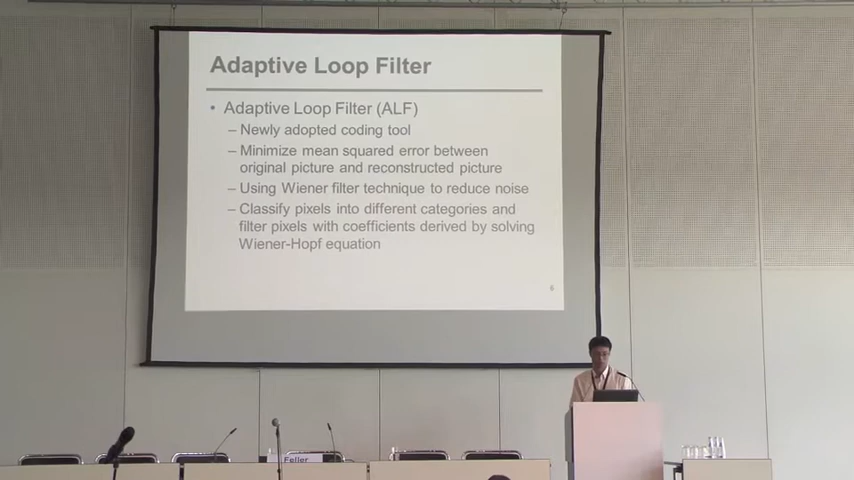 Adaptive Loop Filter
• Adaptive Loop Filter (ALF)
– Newly adopted coding tool
– Minimize mean squared error between
original picture and reconstructed picture
– Using Wiener filter technique to reduce noise
– Classify pixels into different categories and
filter pixels with coefficients derived by solving
Wiener-Hopf equation
6
Feller